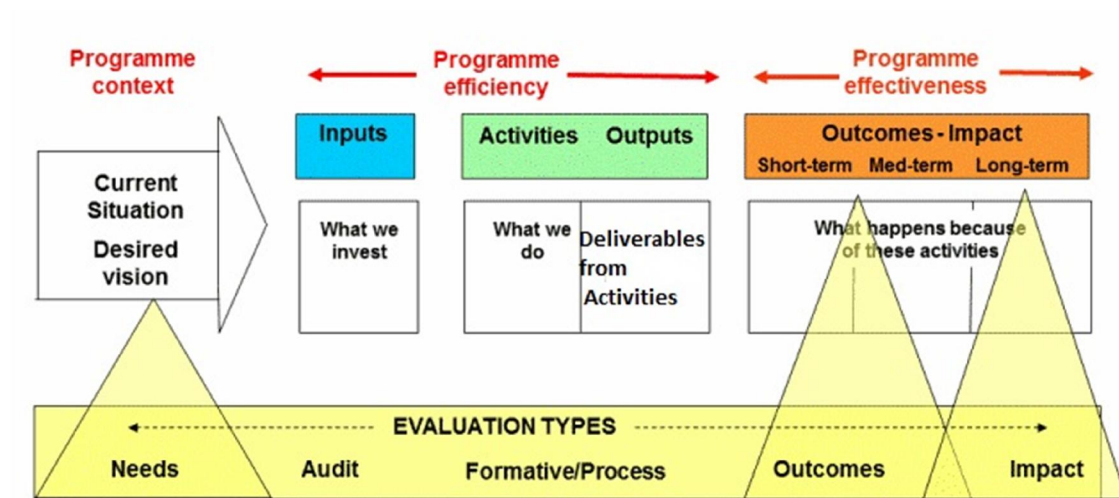 Programme
context
Programme
efficiency
Programme
effectiveness
Inputs
Activities Outputs
Outcomes - Impact
Short-term Med-term Long-term
Current
Situation
Desired
vision
What we
invest
What we
do
Deliverables
from
Activities
What happens because
of these activities
EVALUATION TYPES
Needs Audit Formative/Process Outcomes Impact